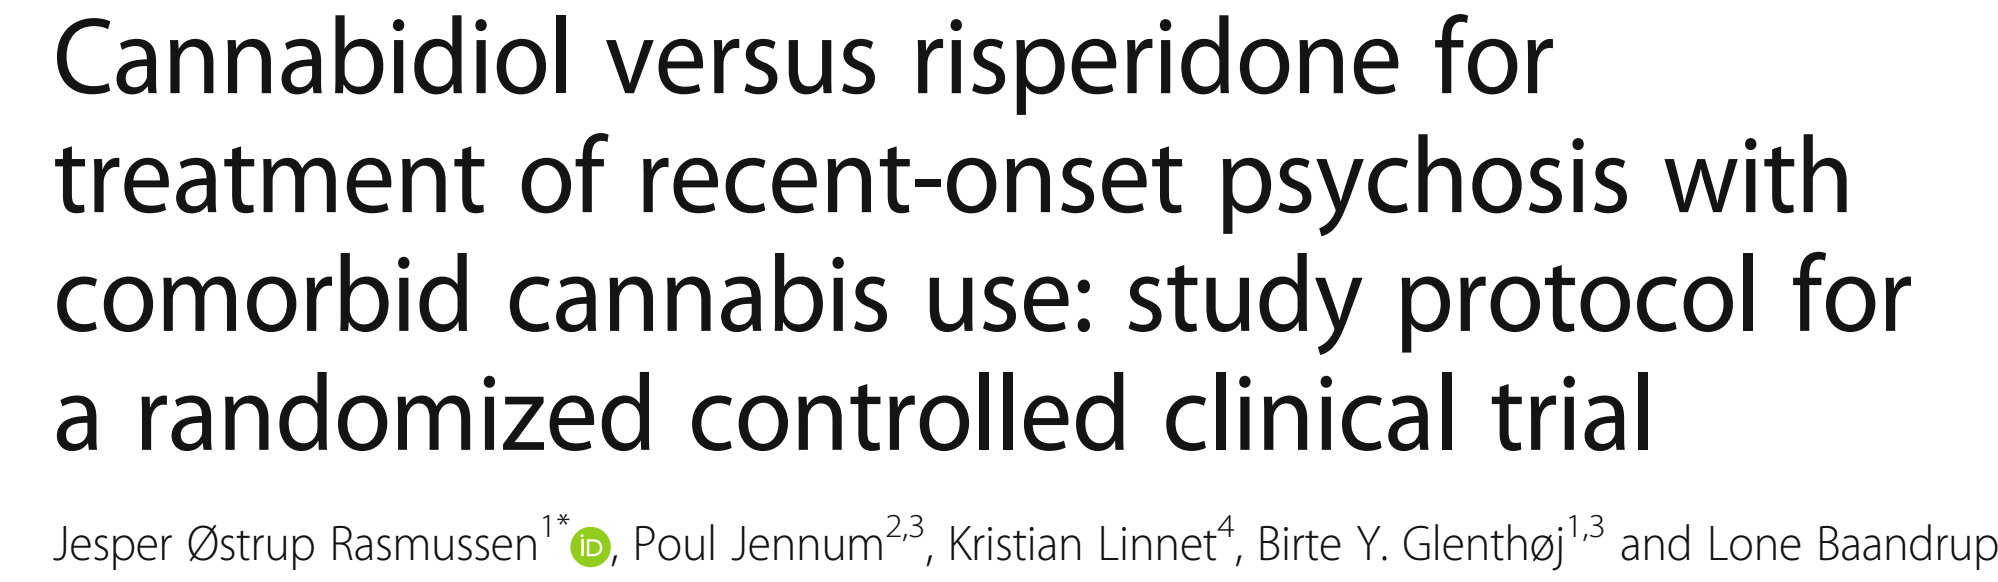 Cannabidiol versus risperidone for
treatment of recent-onset psychosis with
comorbid cannabis use: study protocol for
a randomized controlled clinical trial
Jesper Østrup Rasmussen1* iD, Poul Jennum2,3, Kristian Linnet4, Birte Y. Glenthøj1,3 and Lone Baandrup